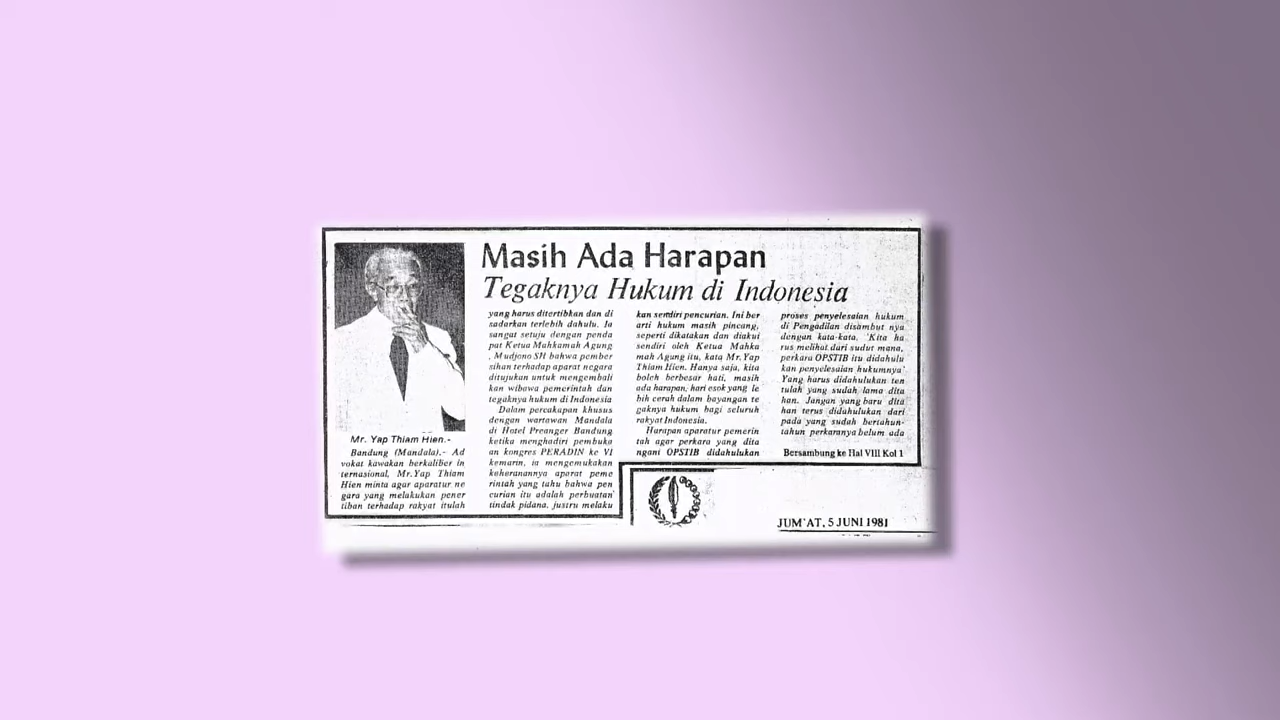 Masih Ada Harapan
Tegaknya Hukum di Indonesia
Mr. Yap Thiam Hien.-
Bandung (Mandala).- Ad
vokat kawakan berkaliber in
ternasional, Mr. Yap Thiam
Hien minta agar aparatur ne
gara yang melakukan pener
tiban terhadap rakyat itulah
yang harus ditertibkan dan di
sadarkan terlebih dahulu. Ia
sangat setuju dengan penda
pat Ketua Mahkamah Agung
, Mudjono SH bahwa pember
sihan terhadap aparat negara
ditujukan untuk mengembali
kan wibawa pemerintah dan
tegaknya hukum di Indonesia
Dalam percakapan khusus
dengan wartawan Mandala
di Hotel Preanger Bandung
ketika menghadiri pembuka
an kongres PERADIN ke VI
kemarin, ia mengemukakan
keheranannya aparat peme
rintah yang tahu bahwa pen
curian itu adalah perbuatan
tindak pidana, justru melaku
kan sendiri pencurian. Ini ber
arti hukum masih pincang,
seperti dikatakan dan diakui
sendiri oleh Ketua Mahka
mah Agung itu, kata Mr. Yap
Thiam Hien. Hanya saja, kita
boleh berbesar hati, masih
ada harapan, hari esok yang le
bih cerah dalam bayangan te
gaknya hukum bagi seluruh
rakyat Indonesia.
Harapan aparatur pemerin
tah agar perkara yang dita
ngani OPSTIB didahulukan
proses penyelesaian hukum
di Pengadilan disambut nya
dengan kata-kata, "Kita ha
rus melihat dari sudut mana,
perkara OPSTIB itu didahulu
kan penyelesaian hukumnya"
Yang harus didahulukan ten
tulah yang sudah lama dita
han. Jangan yang baru dita
han terus didahulukan dari
pada yang sudah bertahun-
tahun perkaranya belum ada
Bersambung ke Hal VIII Kol 1
JUM'AT, 5 JUNI 1981